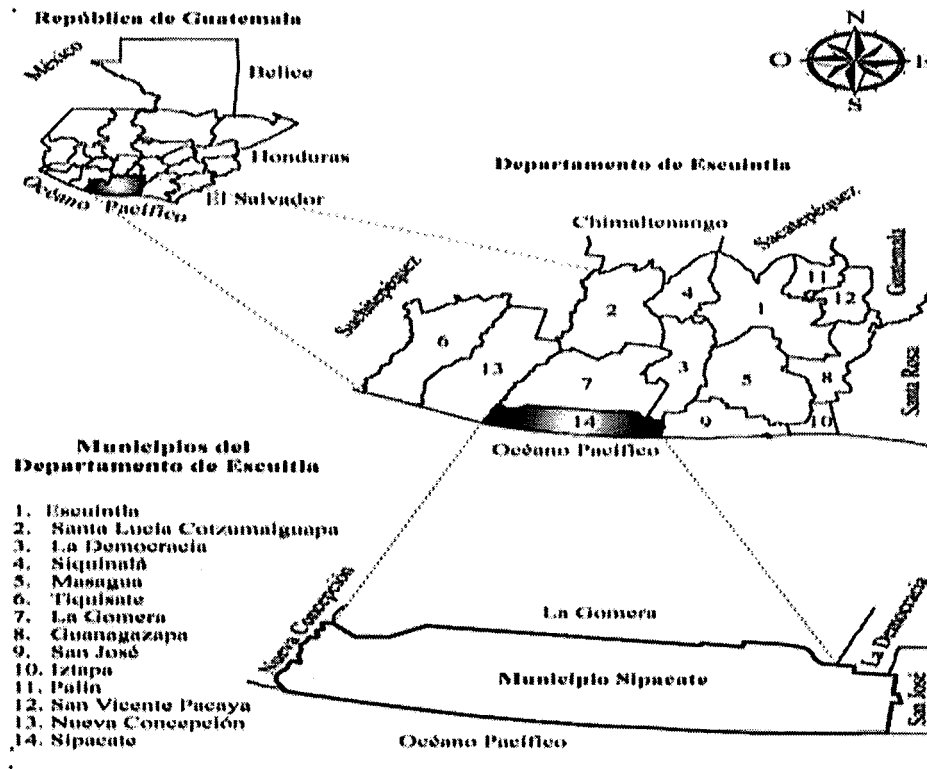 República de Guatemala
México
Belice
Honduras
El Salvador
Océano Pacífico
N
O
S
Departamento de Escuintla
Chimaltenango
Sacatepéquez
Guatemala
Suchitepéquez
Santa Rosa
11
12
4
1
2
6
13
3
5
8
7
14
9
10
Océano Pacífico
Municipios del
Departamento de Escuitla
1. Escuintla
2. Santa Lucía Cotzumalguapa
3. La Democracia
4. Siquinalá
5. Masagua
6. Tiquisate
7. La Gomera
8. Guanagazapa
9. San José
10. Iztapa
11. Palín
12. San Vicente Pacaya
13. Nueva Concepción
14. Sipacate
Nueva Concepción
La Gomera
La Democracia
San José
Municipio Sipacate
Océano Pacífico